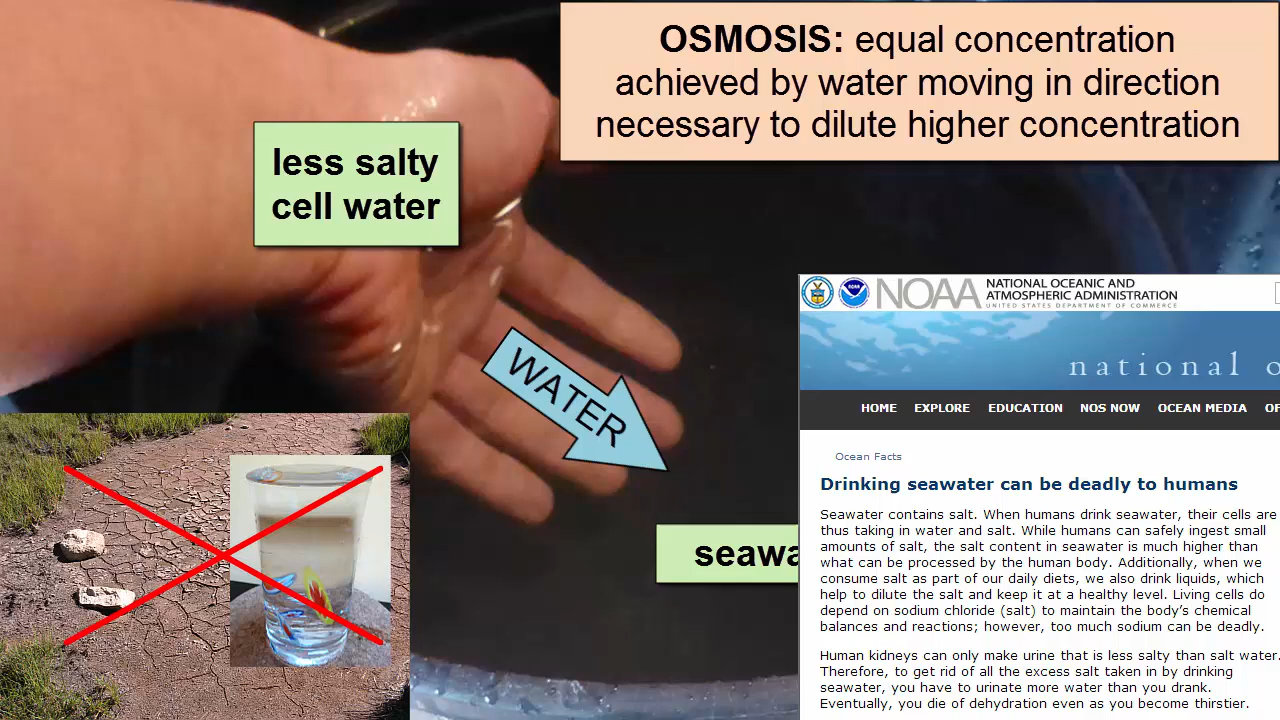 OSMOSIS: equal concentration
achieved by water moving in direction
necessary to dilute higher concentration
less salty
cell water
WATER
seawa
NOAA
NATIONAL OCEANIC AND
ATMOSPHERIC ADMINISTRATION
UNITED STATES DEPARTMENT OF COMMERCE
national o
HOME EXPLORE EDUCATION NOS NOW OCEAN MEDIA OF
Ocean Facts
Drinking seawater can be deadly to humans
Seawater contains salt. When humans drink seawater, their cells are
thus taking in water and salt. While humans can safely ingest small
amounts of salt, the salt content in seawater is much higher than
what can be processed by the human body. Additionally, when we
consume salt as part of our daily diets, we also drink liquids, which
help to dilute the salt and keep it at a healthy level. Living cells do
depend on sodium chloride (salt) to maintain the body's chemical
balances and reactions; however, too much sodium can be deadly.
Human kidneys can only make urine that is less salty than salt water.
Therefore, to get rid of all the excess salt taken in by drinking
seawater, you have to urinate more water than you drank.
Eventually, you die of dehydration even as you become thirstier.